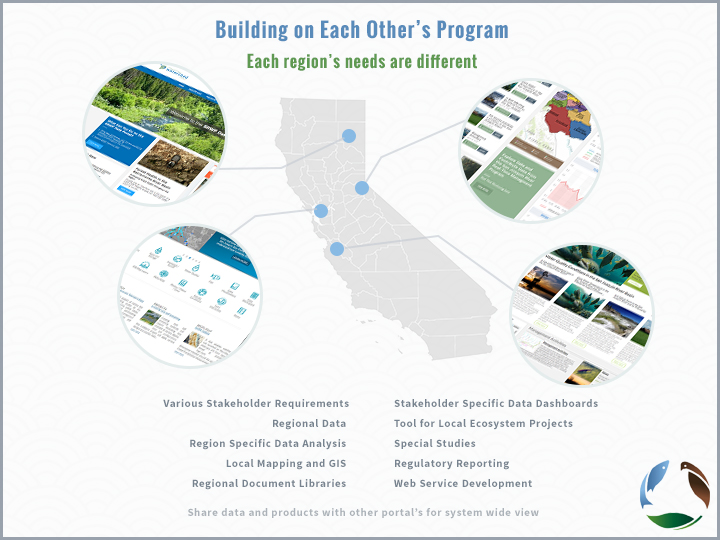 Building on Each Other's Program
Each region's needs are different
Various Stakeholder Requirements
Regional Data
Region Specific Data Analysis
Local Mapping and GIS
Regional Document Libraries
Stakeholder Specific Data Dashboards
Tool for Local Ecosystem Projects
Special Studies
Regulatory Reporting
Web Service Development
Share data and products with other portal's for system wide view